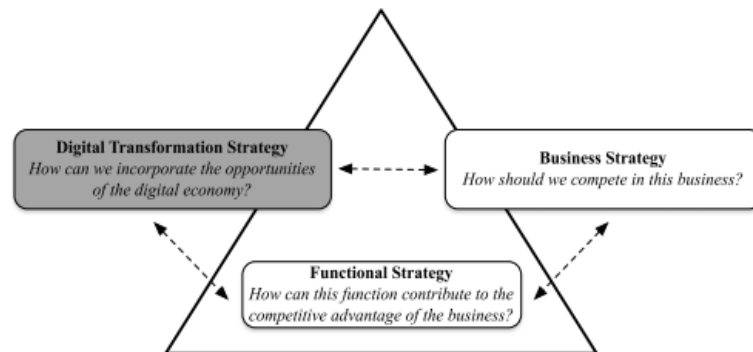 Digital Transformation Strategy
How can we incorporate the opportunities
of the digital economy?
Business Strategy
How should we compete in this business?
Functional Strategy
How can this function contribute to the
competitive advantage of the business?